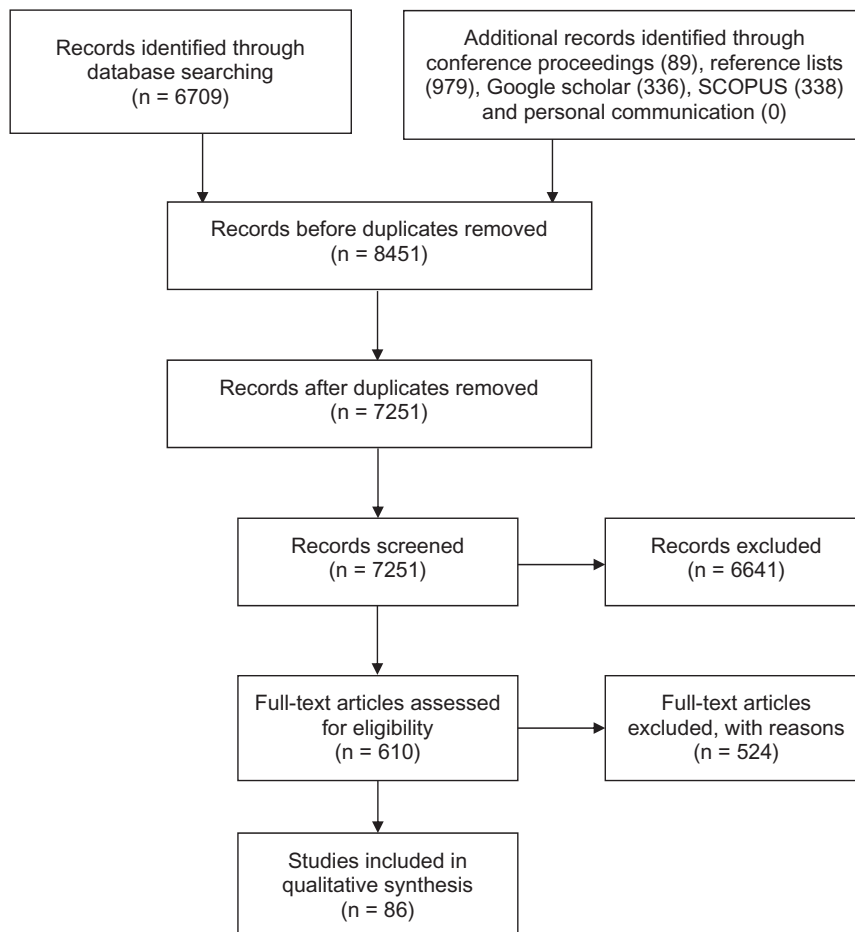 Records identified through
database searching
(n = 6709)
Additional records identified through
conference proceedings (89), reference lists
(979), Google scholar (336), SCOPUS (338)
and personal communication (0)
Records before duplicates removed
(n = 8451)
Records after duplicates removed
(n = 7251)
Records screened
(n = 7251)
Records excluded
(n = 6641)
Full-text articles assessed
for eligibility
(n = 610)
Full-text articles
excluded, with reasons
(n = 524)
Studies included in
qualitative synthesis
(n = 86)